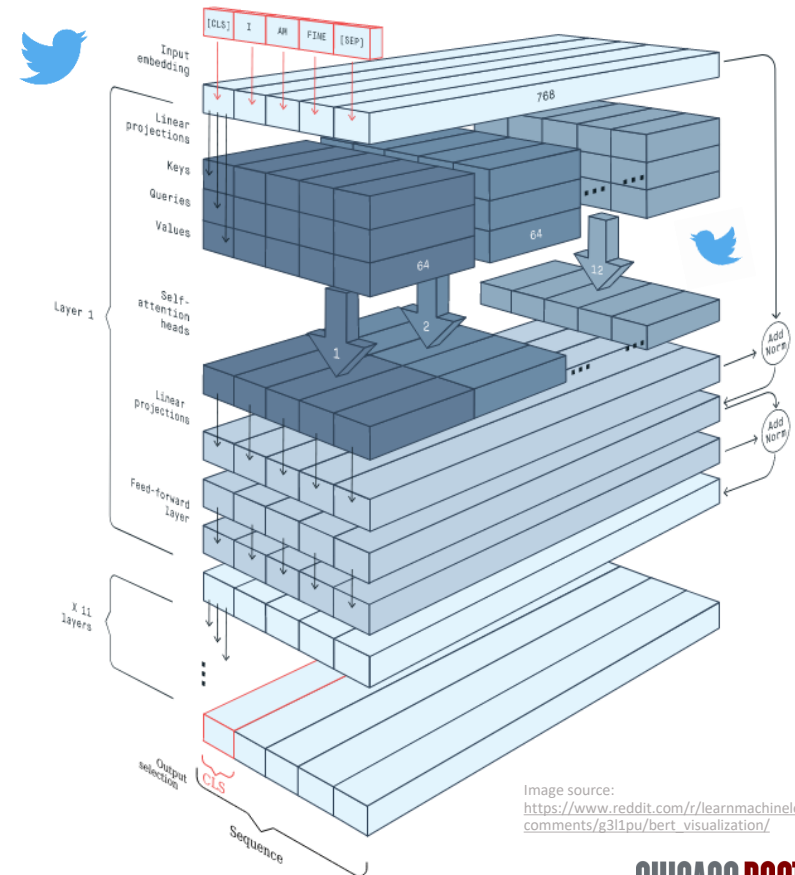 [CLS] I AM FINE [SEP]
Input
embedding
768
Linear
projections
Keys
Queries
Values
64
64
12
Self-
attention
heads
Layer 1
1
2
Add
Norm
Linear
projections
Add
Norm
Feed-forward
layer
X 11
layers
Output
selection
CLS
Sequence
Image source:
https://www.reddit.com/r/learnmachinele
comments/g3l1pu/bert_visualization/